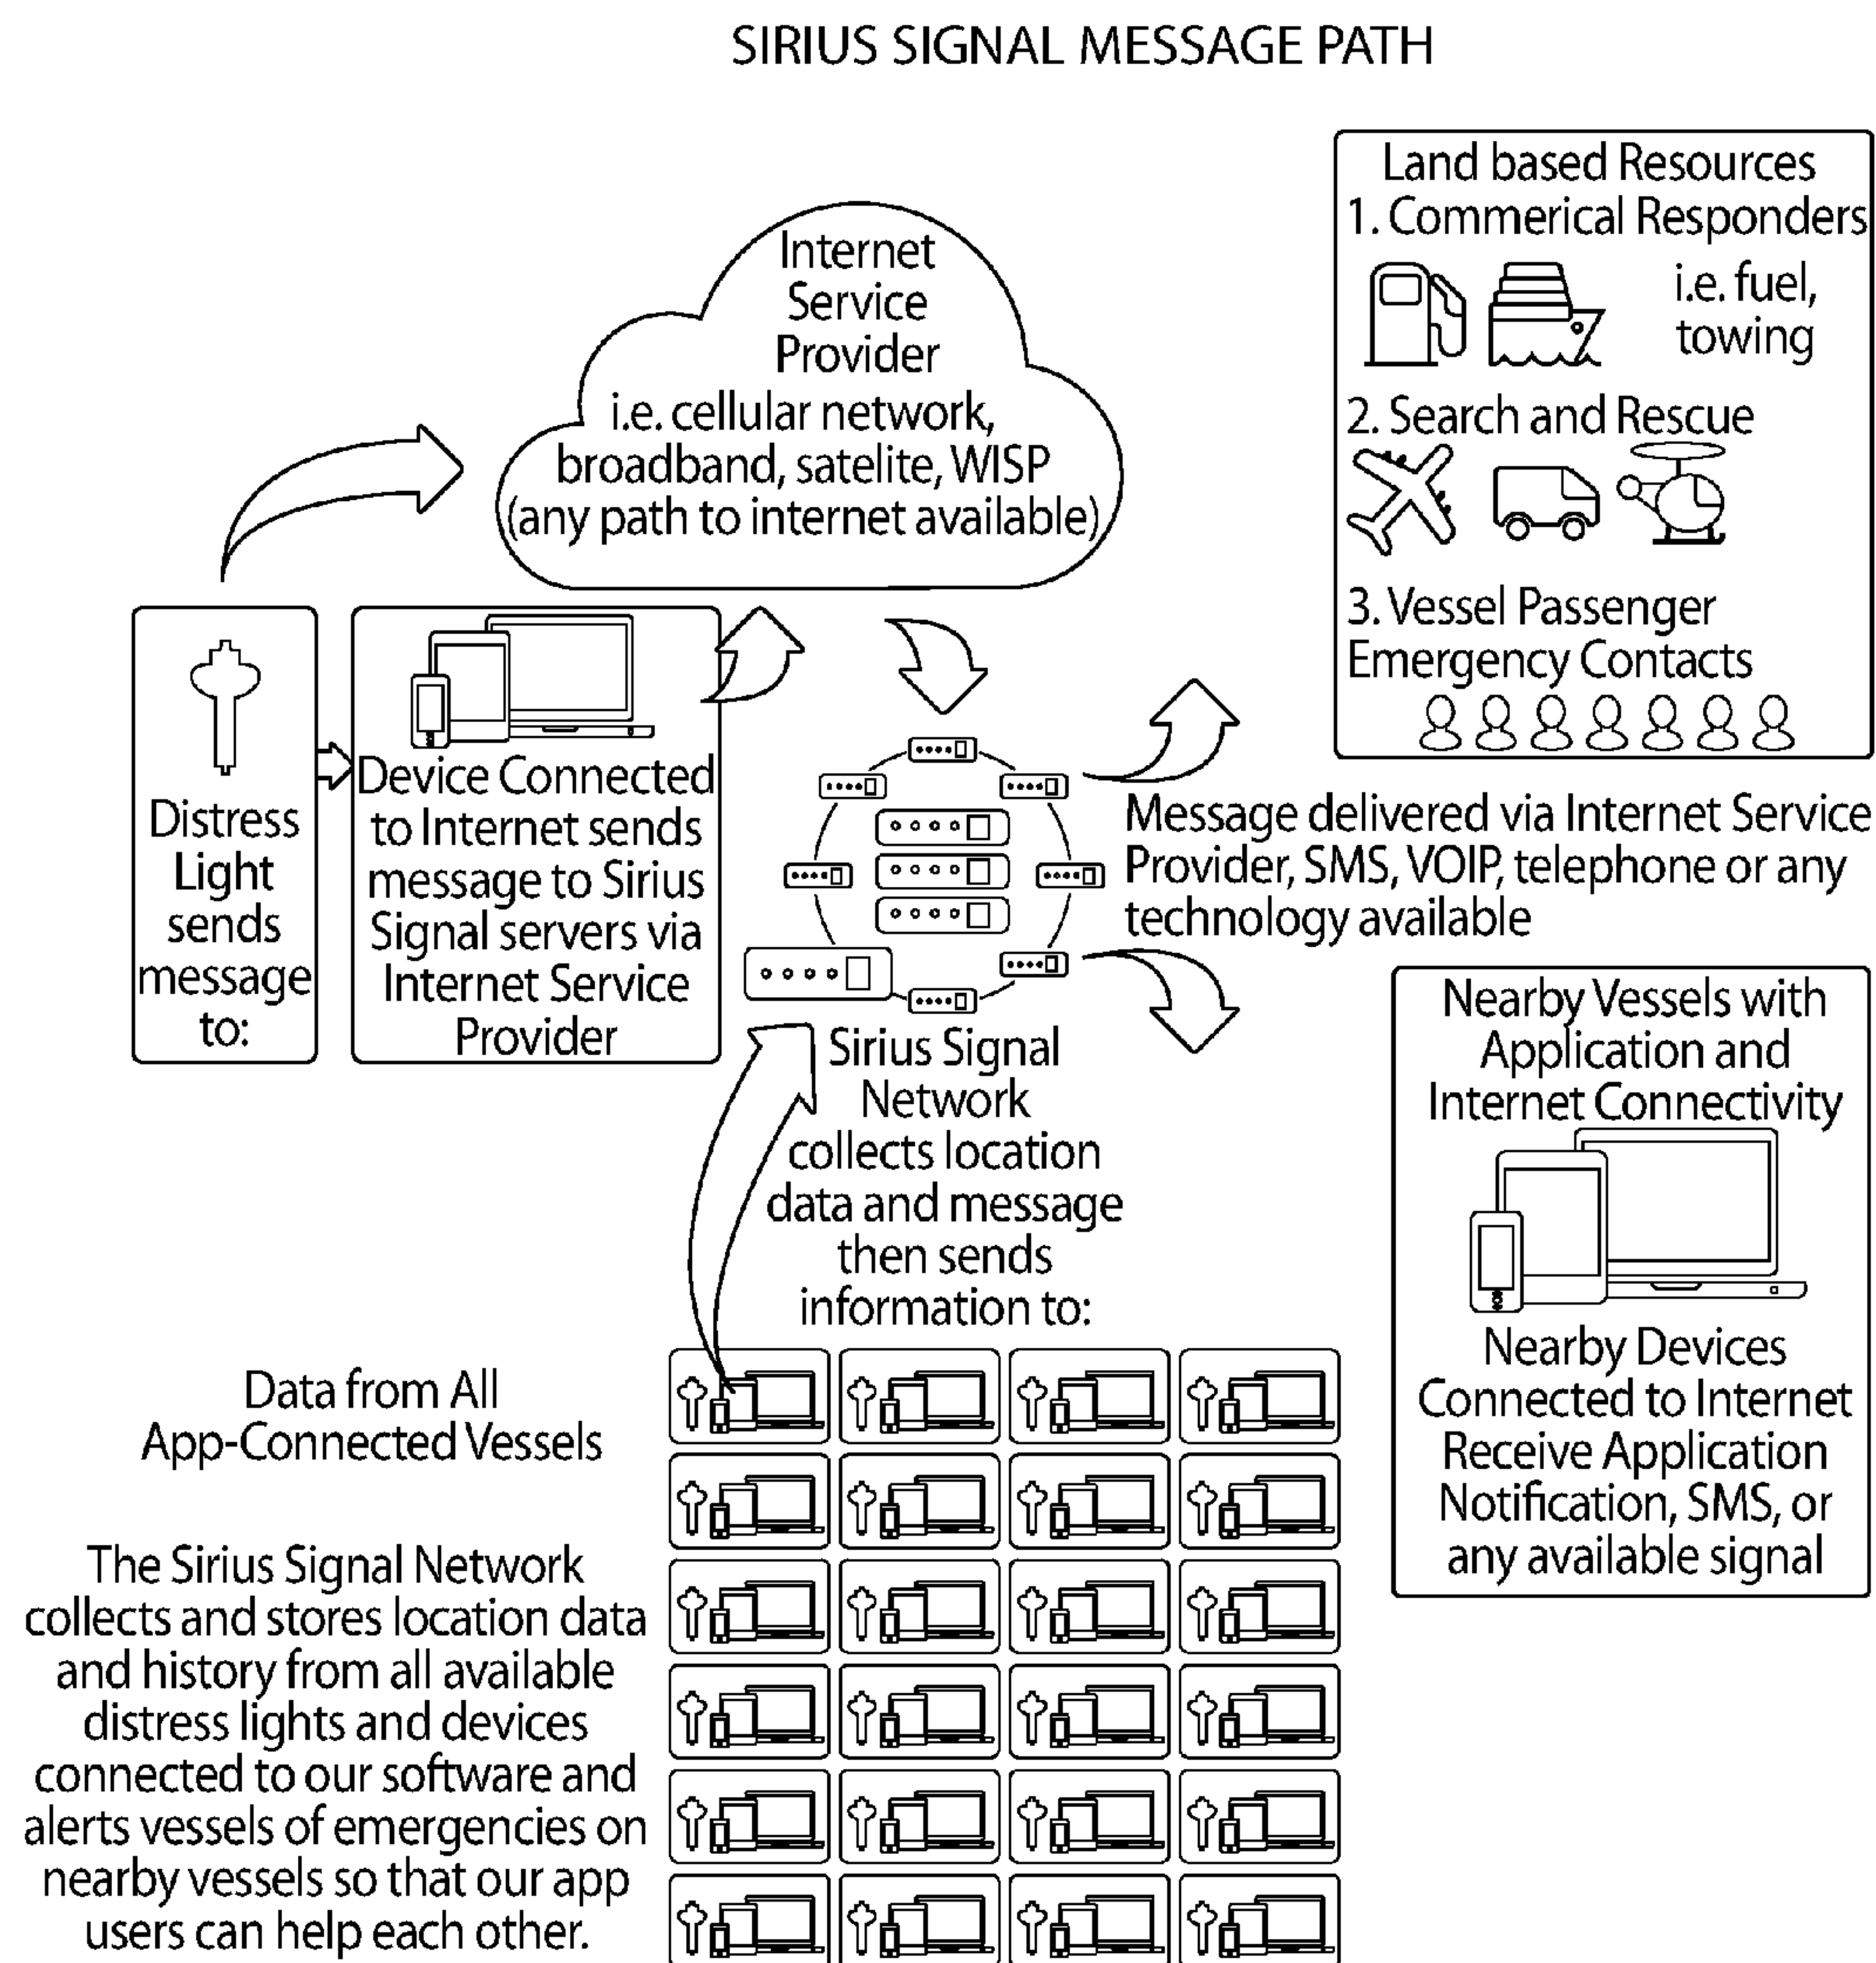 SIRIUS SIGNAL MESSAGE PATH
Internet
Service
Provider
i.e. cellular network,
broadband, satelite, WISP
(any path to internet available)
Land based Resources
1. Commerical Responders
i.e. fuel,
towing
2. Search and Rescue
3. Vessel Passenger
Emergency Contacts
Distress
Light
sends
message
to:
Device Connected
to Internet sends
message to Sirius
Signal servers via
Internet Service
Provider
Message delivered via Internet Service
Provider, SMS, VOIP, telephone or any
technology available
Sirius Signal
Network
collects location
data and message
then sends
information to:
Nearby Vessels with
Application and
Internet Connectivity
Nearby Devices
Connected to Internet
Receive Application
Notification, SMS, or
any available signal
Data from All
App-Connected Vessels
The Sirius Signal Network
collects and stores location data
and history from all available
distress lights and devices
connected to our software and
alerts vessels of emergencies on
nearby vessels so that our app
users can help each other.